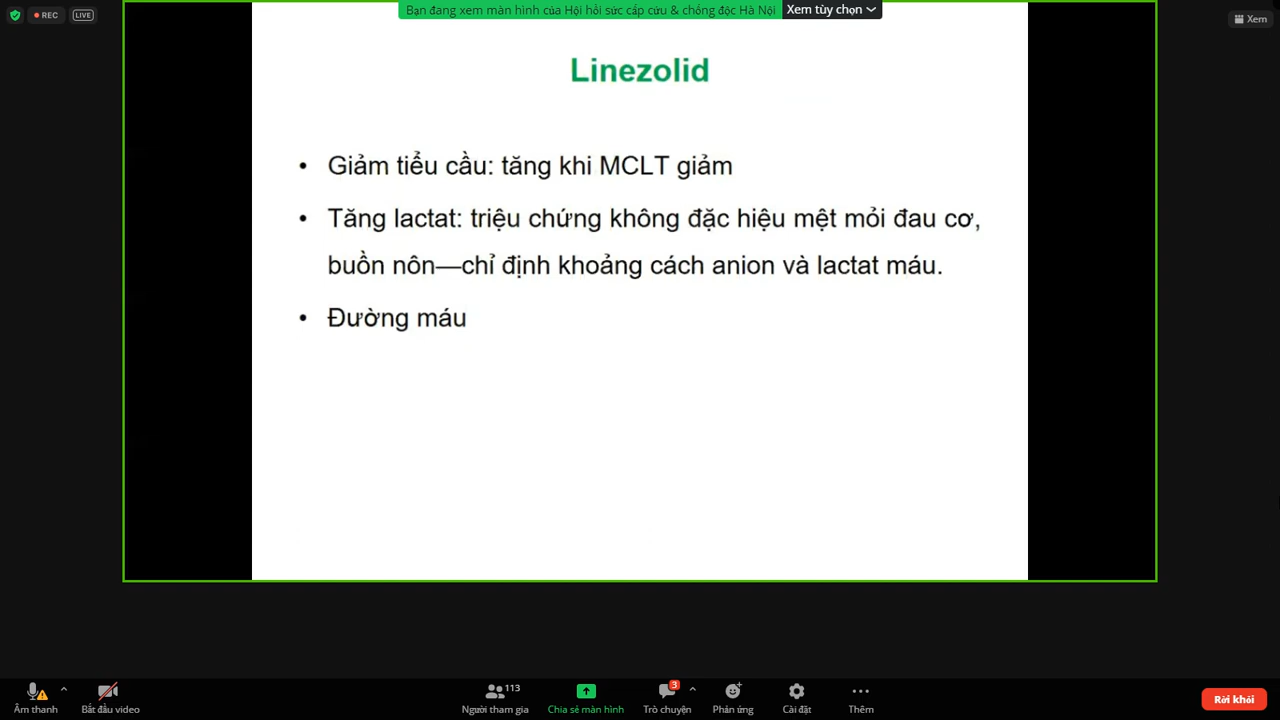 REC LIVE Bạn đang xem màn hình của Hội hồi sức cấp cứu & chống độc Hà Nội Xem tùy chọn Xem
Linezolid
• Giảm tiểu cầu: tăng khi MCLT giảm
• Tăng lactat: triệu chứng không đặc hiệu mệt mỏi đau cơ,
buồn nôn—chỉ định khoảng cách anion và lactat máu.
• Đường máu
113 3
Âm thanh Bắt đầu video Người tham gia Chia sẻ màn hình Trò chuyện Phản ứng Cài đặt Thêm Rời khỏi